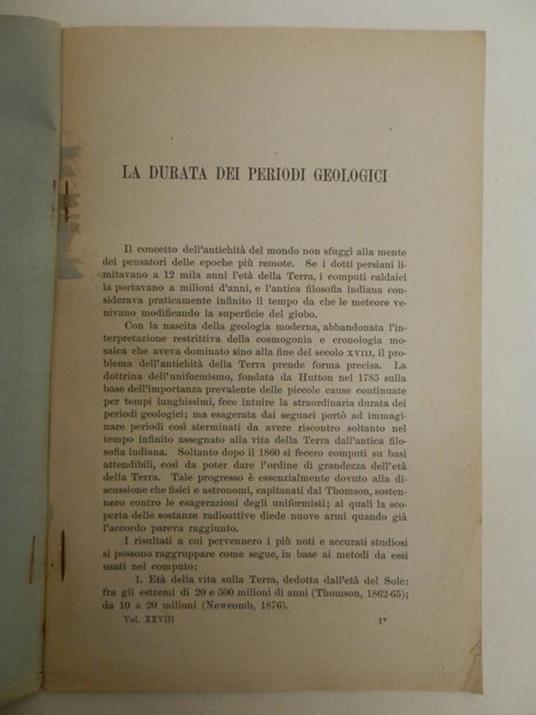 LA DURATA DEI PERIODI GEOLOGICI
Il concetto dell'antichità del mondo non sfuggì alla mente
dei pensatori delle epoche più remote. Se i dotti persiani li-
mitavano a 12 mila anni l'età della Terra, i computi caldaici
la portavano a milioni d'anni, e l'antica filosofia indiana con-
siderava praticamente infinito il tempo da che le meteore ve-
nivano modificando la superficie del globo.
Con la nascita della geologia moderna, abbandonata l'in-
terpretazione restrittiva della cosmogonia e cronologia mo-
saica che aveva dominato sino alla fine del secolo XVIII, il pro-
blema dell'antichità della Terra prende forma precisa. La
dottrina dell'uniformismo, fondata da Hutton nel 1785 sulla
base dell'importanza prevalente delle piccole cause continuate
per tempi lunghissimi, fece intuire la straordinaria durata dei
periodi geologici; ma esagerata dai seguaci portò ad immagi-
nare periodi così sterminati da avere riscontro soltanto nel
tempo infinito assegnato alla vita della Terra dall'antica filo-
sofia indiana. Soltanto dopo il 1860 si fecero computi su basi
attendibili, così da poter dare l'ordine di grandezza dell'età
della Terra. Tale progresso è essenzialmente dovuto alla di-
scussione che fisici e astronomi, capitanati dal Thomson, sosten-
nero contro le esagerazioni degli uniformisti; ai quali la sco-
perta delle sostanze radioattive diede nuove armi quando già
l'accordo pareva raggiunto.
I risultati a cui pervennero i più noti e accurati studiosi
si possono raggruppare come segue, in base ai metodi da essi
usati nel computo:
1. Età della vita sulla Terra, dedotta dall'età del Sole:
fra gli estremi di 20 e 500 milioni di anni (Thomson, 1862-65);
da 10 a 20 milioni (Newcomb, 1876).
Vol. XXVIII 1*